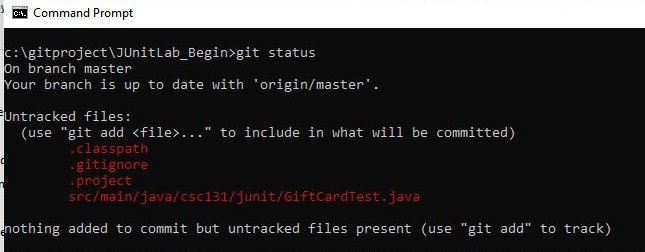 Command Prompt
c:\gitproject\JUnitLab_Begin>git status
On branch master
Your branch is up to date with 'origin/master'.
Untracked files:
(use "git add <file>..." to include in what will be committed)
.classpath
.gitignore
.project
src/main/java/csc131/junit/GiftCardTest.java
nothing added to commit but untracked files present (use "git add" to track)